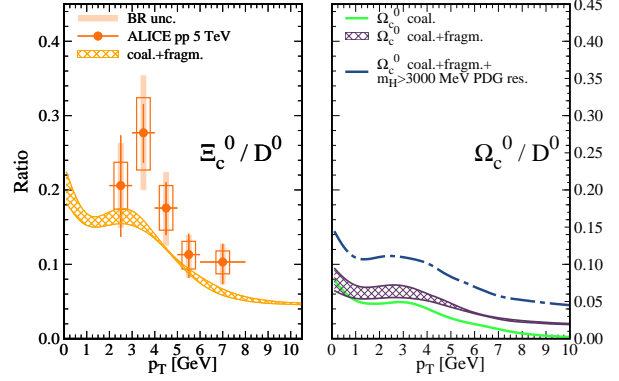 BR unc.
ALICE pp 5 TeV
coal.+fragm.
Ξc0 / D0
Ratio
0.4
0.3
0.2
0.1
0.0
0 1 2 3 4 5 6 7 8 9 10
pT [GeV]
Ωc0 coal.
Ωc0 coal.+fragm.
Ωc0 coal.+fragm.+
mH>3000 MeV PDG res.
Ωc0 / D0
0.45
0.40
0.35
0.30
0.25
0.20
0.15
0.10
0.05
0.00
0 1 2 3 4 5 6 7 8 9 10
pT [GeV]